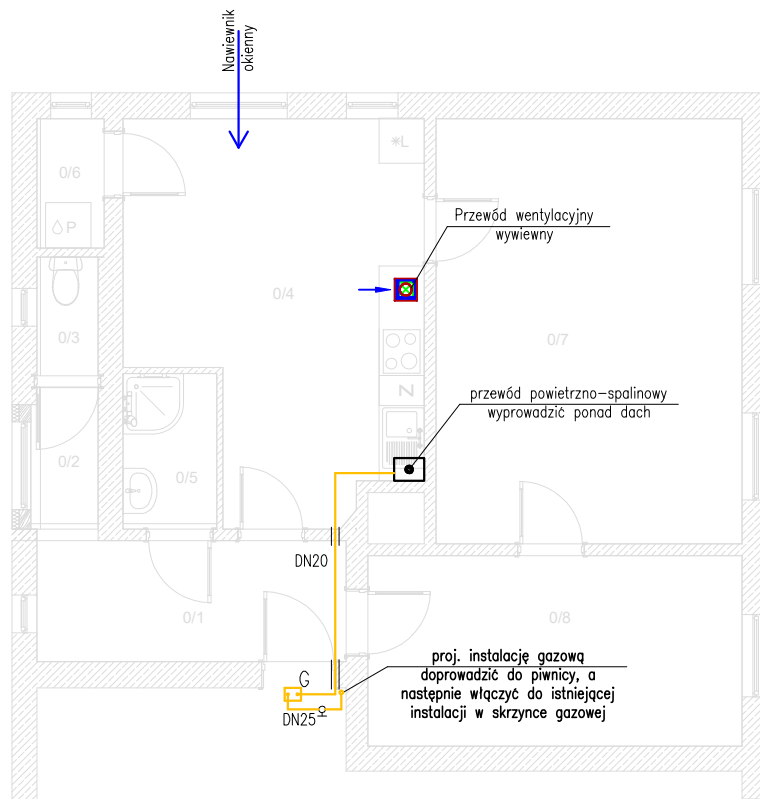 Nawiewnik
okienny
0/6
*L
P
Przewód wentylacyjny
wywiewny
0/4
0/3
0/7
Z
przewód powietrzno-spalinowy
wyprowadzić ponad dach
0/2
0/5
DN20
0/1
0/8
proj. instalację gazową
doprowadzić do piwnicy, a
następnie włączyć do istniejącej
instalacji w skrzynce gazowej
G
DN25